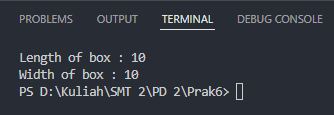 PROBLEMS OUTPUT TERMINAL DEBUG CONSOLE
Length of box : 10
Width of box : 10
PS D:\Kuliah\SMT 2\PD 2\Prak6>